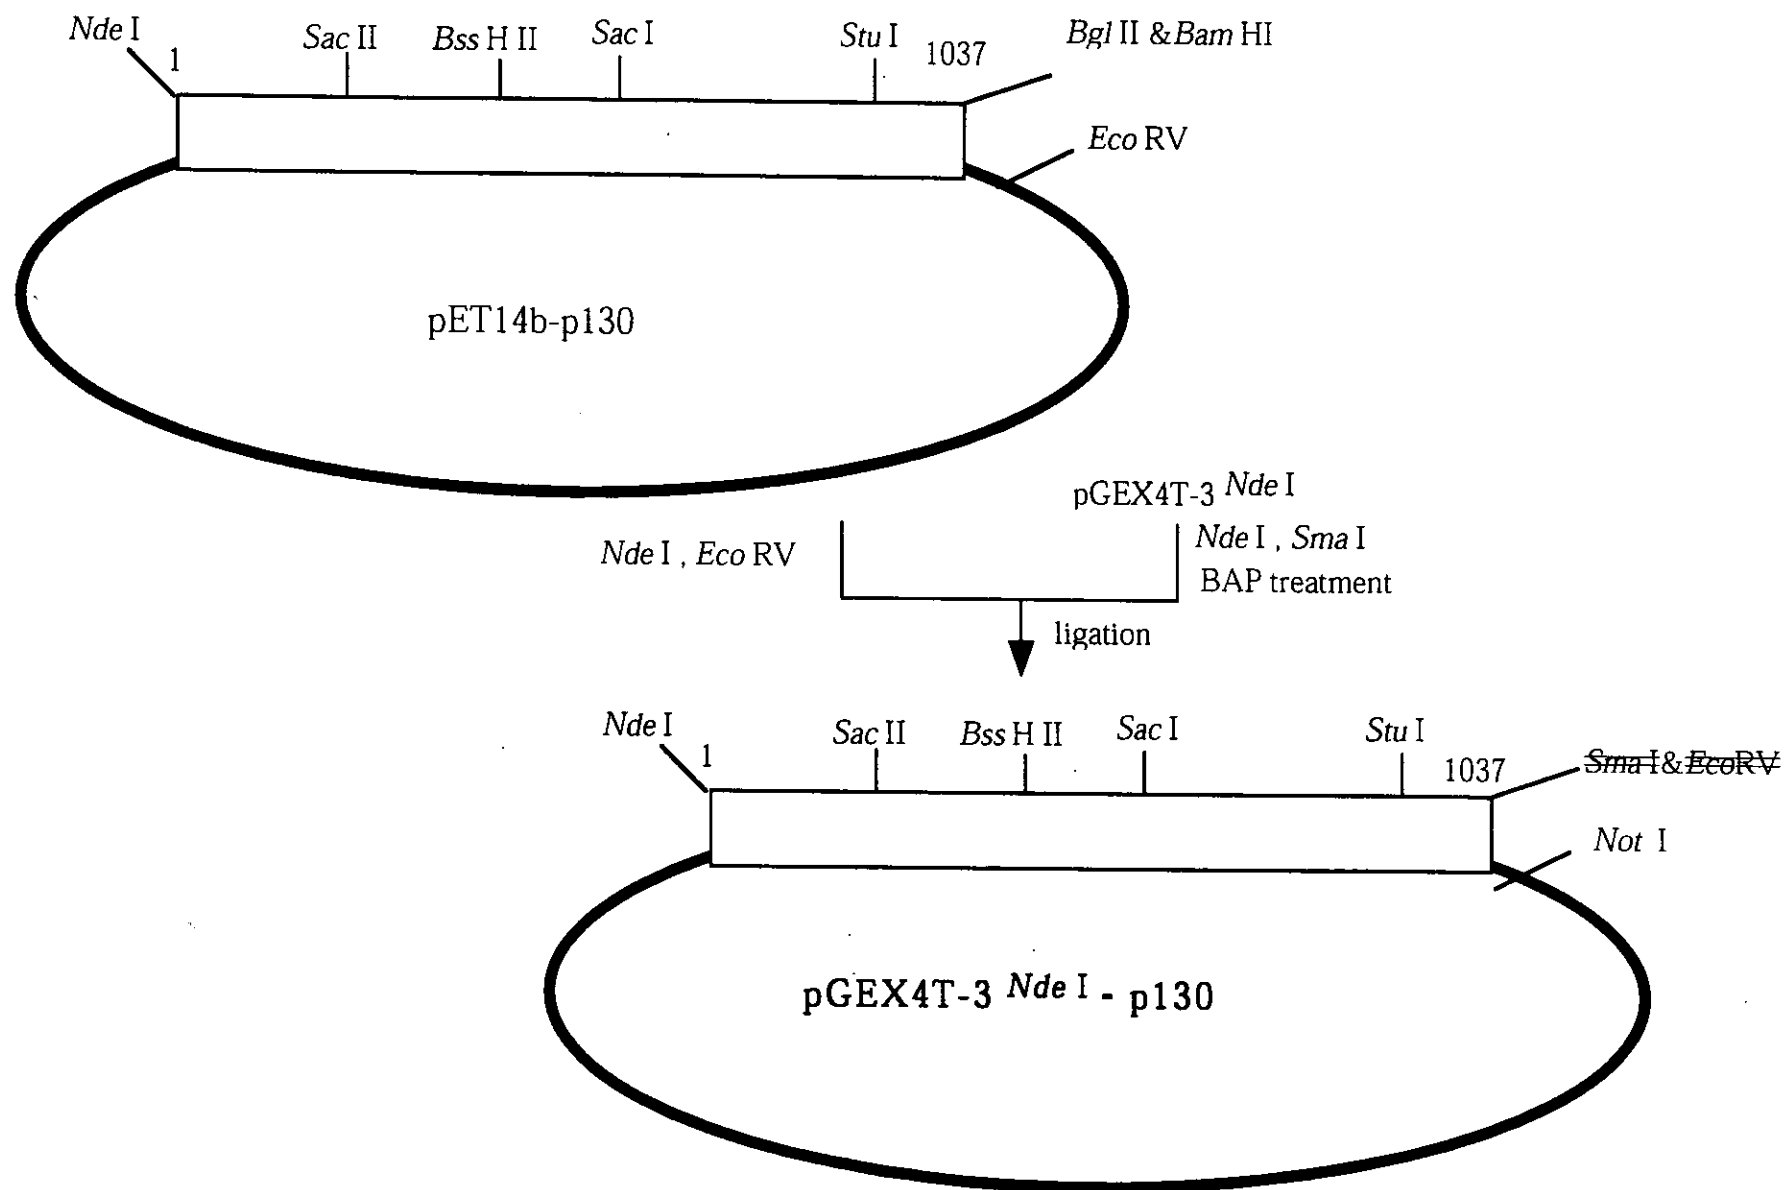 Nde I
1
Sac II
Bss H II
Sac I
Stu I
1037
Bgl II & Bam HI
Eco RV
pET14b-p130
pGEX4T-3 Nde I
Nde I , Eco RV
Nde I , Sma I
BAP treatment
ligation
Nde I
1
Sac II
Bss H II
Sac I
Stu I
1037
Sma I & EcoRV
Not I
pGEX4T-3 Nde I - p130